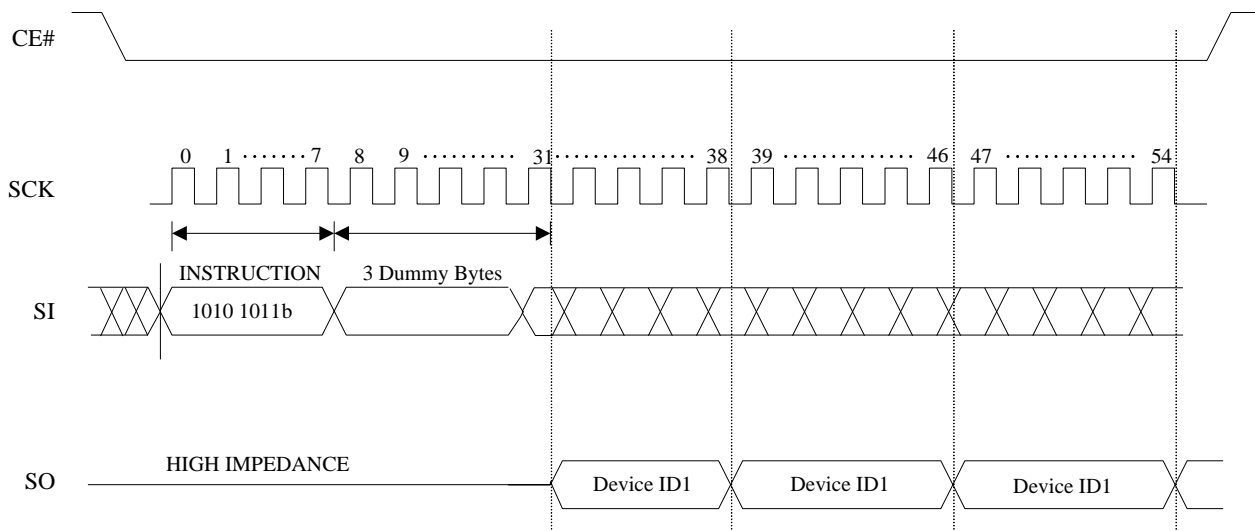 CE#
0 1 ······· 7 8 9 ·········· 31 ·············· 38 39 ·············· 46 47 ·············· 54
SCK
INSTRUCTION 3 Dummy Bytes
SI 1010 1011b
HIGH IMPEDANCE
SO Device ID1 Device ID1 Device ID1